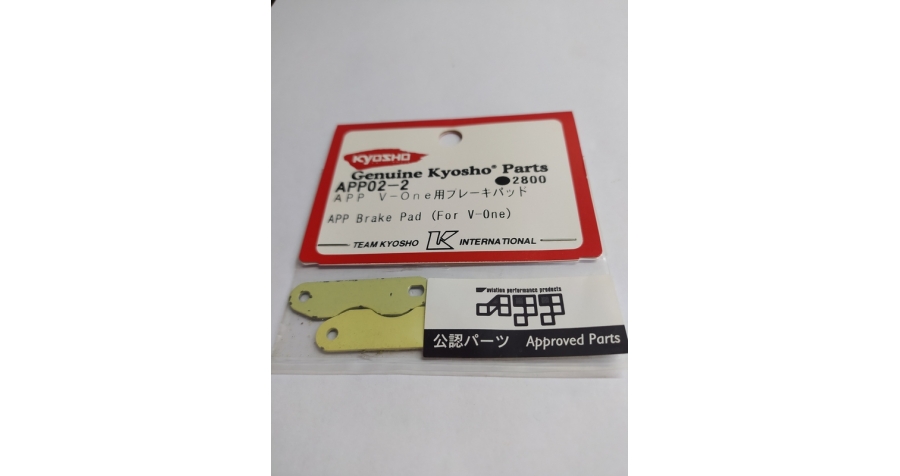 KYOSHO
Genuine Kyosho® Parts
APP02-2 ●2800
APP V-One用ブレーキパッド
APP Brake Pad (For V-One)
TEAM KYOSHO K INTERNATIONAL
aviation performance products
APP
公認パーツ Approved Parts